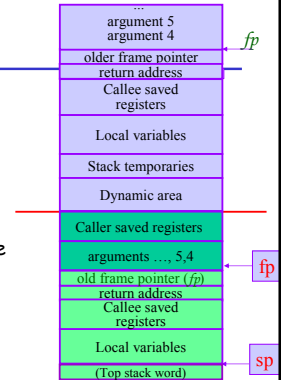 ...
argument 5
argument 4
fp
older frame pointer
return address
Callee saved
registers
Local variables
Stack temporaries
Dynamic area
Caller saved registers
e
arguments …, 5,4
fp
old frame pointer (fp)
return address
Callee saved
registers
Local variables
sp
(Top stack word)